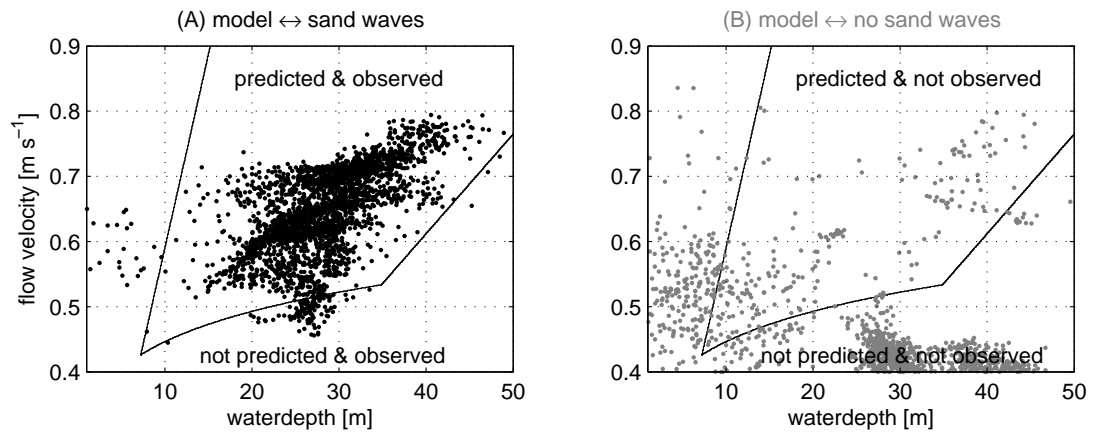 (A) model ↔ sand waves
0.9
0.8
0.7
0.6
0.5
0.4
flow velocity [m s⁻¹]
predicted & observed
not predicted & observed
10 20 30 40 50
waterdepth [m]
(B) model ↔ no sand waves
0.9
0.8
0.7
0.6
0.5
0.4
predicted & not observed
not predicted & not observed
10 20 30 40 50
waterdepth [m]